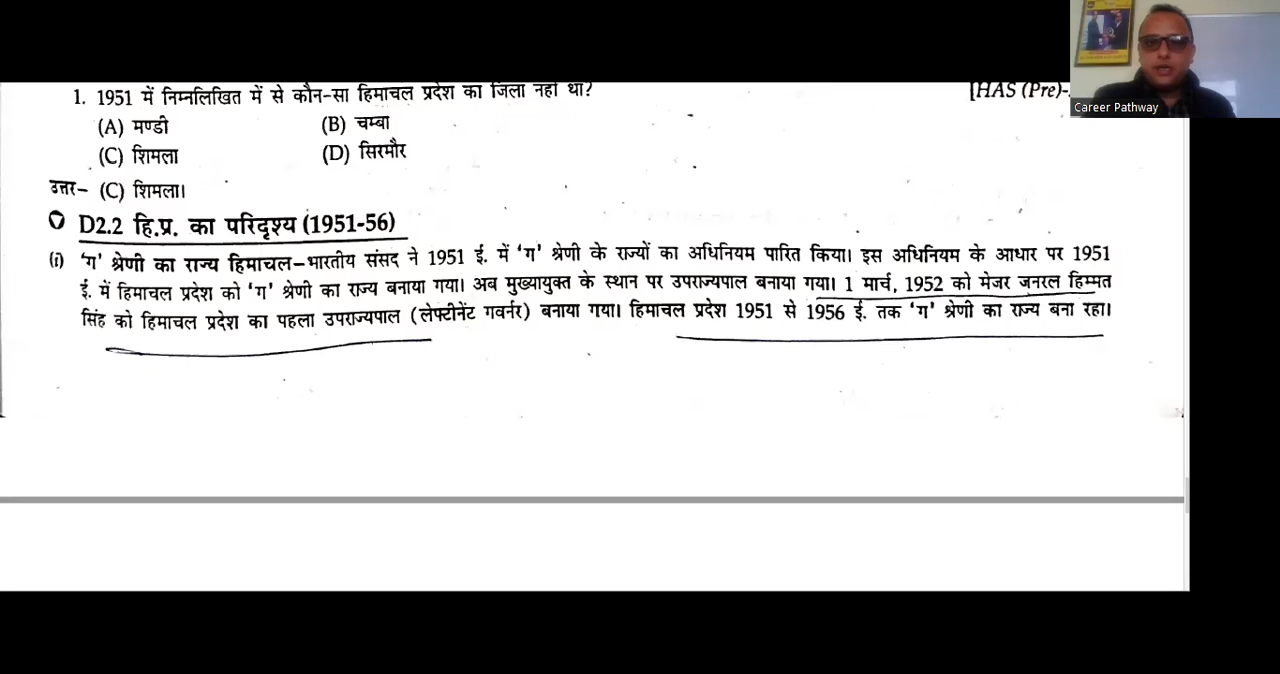 Career Pathway
1. 1951 में निम्नलिखित में से कौन-सा हिमाचल प्रदेश का जिला नहीं था?
[HAS (Pre)-
(A) मण्डी
(B) चम्बा
(C) शिमला
(D) सिरमौर
उत्तर– (C) शिमला।
D2.2 हि.प्र. का परिदृश्य (1951-56)
(i) ‘ग’ श्रेणी का राज्य हिमाचल–भारतीय संसद ने 1951 ई. में ‘ग’ श्रेणी के राज्यों का अधिनियम पारित किया। इस अधिनियम के आधार पर 1951
ई. में हिमाचल प्रदेश को ‘ग’ श्रेणी का राज्य बनाया गया। अब मुख्यायुक्त के स्थान पर उपराज्यपाल बनाया गया। 1 मार्च, 1952 को मेजर जनरल हिम्मत
सिंह को हिमाचल प्रदेश का पहला उपराज्यपाल (लेफ्टीनेंट गवर्नर) बनाया गया। हिमाचल प्रदेश 1951 से 1956 ई. तक ‘ग’ श्रेणी का राज्य बना रहा।